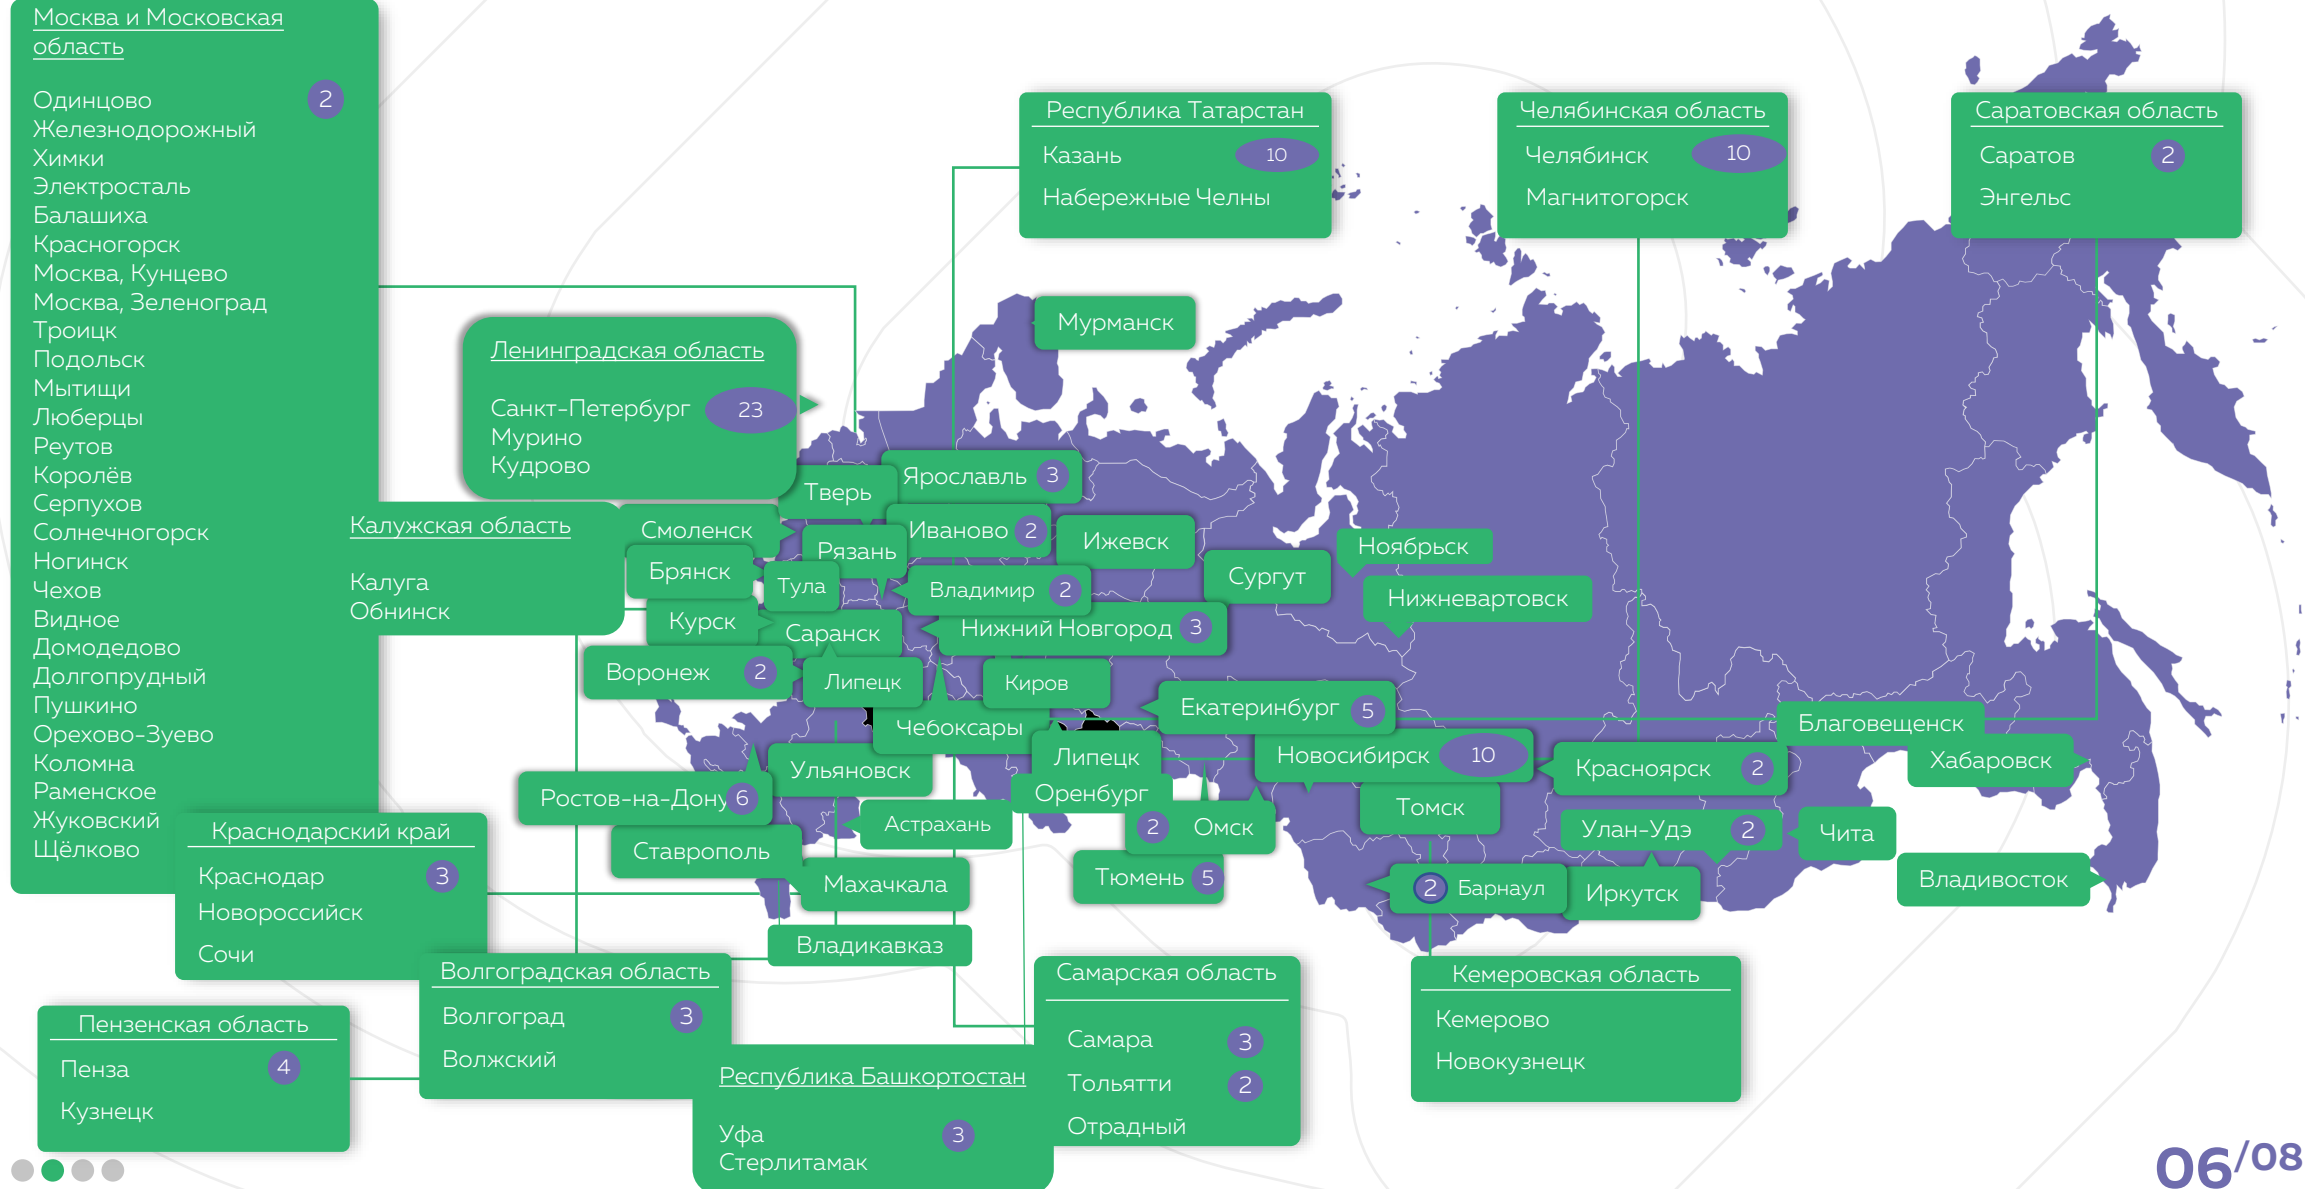 Москва и Московская
область
Одинцово 2
Железнодорожный
Химки
Электросталь
Балашиха
Красногорск
Москва, Кунцево
Москва, Зеленоград
Троицк
Подольск
Мытищи
Люберцы
Реутов
Королёв
Серпухов
Солнечногорск
Ногинск
Чехов
Видное
Домодедово
Долгопрудный
Пушкино
Орехово-Зуево
Коломна
Раменское
Жуковский
Щёлково
Республика Татарстан
Казань 10
Набережные Челны
Челябинская область
Челябинск 10
Магнитогорск
Саратовская область
Саратов 2
Энгельс
Мурманск
Ленинградская область
Санкт-Петербург 23
Мурино
Кудрово
Калужская область
Калуга
Обнинск
Тверь
Ярославль 3
Смоленск
Рязань
Иваново 2
Ижевск
Сургут
Ноябрьск
Нижневартовск
Брянск
Тула
Владимир 2
Курск
Саранск
Нижний Новгород 3
Воронеж 2
Липецк
Киров
Екатеринбург 5
Чебоксары
Благовещенск
Хабаровск
Ульяновск
Липецк
Новосибирск 10
Красноярск 2
Ростов-на-Дону 6
Оренбург
Томск
Астрахань
2 Омск
Улан-Удэ 2
Чита
Ставрополь
Махачкала
Тюмень 5
2 Барнаул
Иркутск
Владивосток
Владикавказ
Краснодарский край
Краснодар 3
Новороссийск
Сочи
Волгоградская область
Волгоград 3
Волжский
Самарская область
Самара 3
Тольятти 2
Отрадный
Кемеровская область
Кемерово
Новокузнецк
Пензенская область
Пенза 4
Кузнецк
Республика Башкортостан
Уфа 3
Стерлитамак
06/08